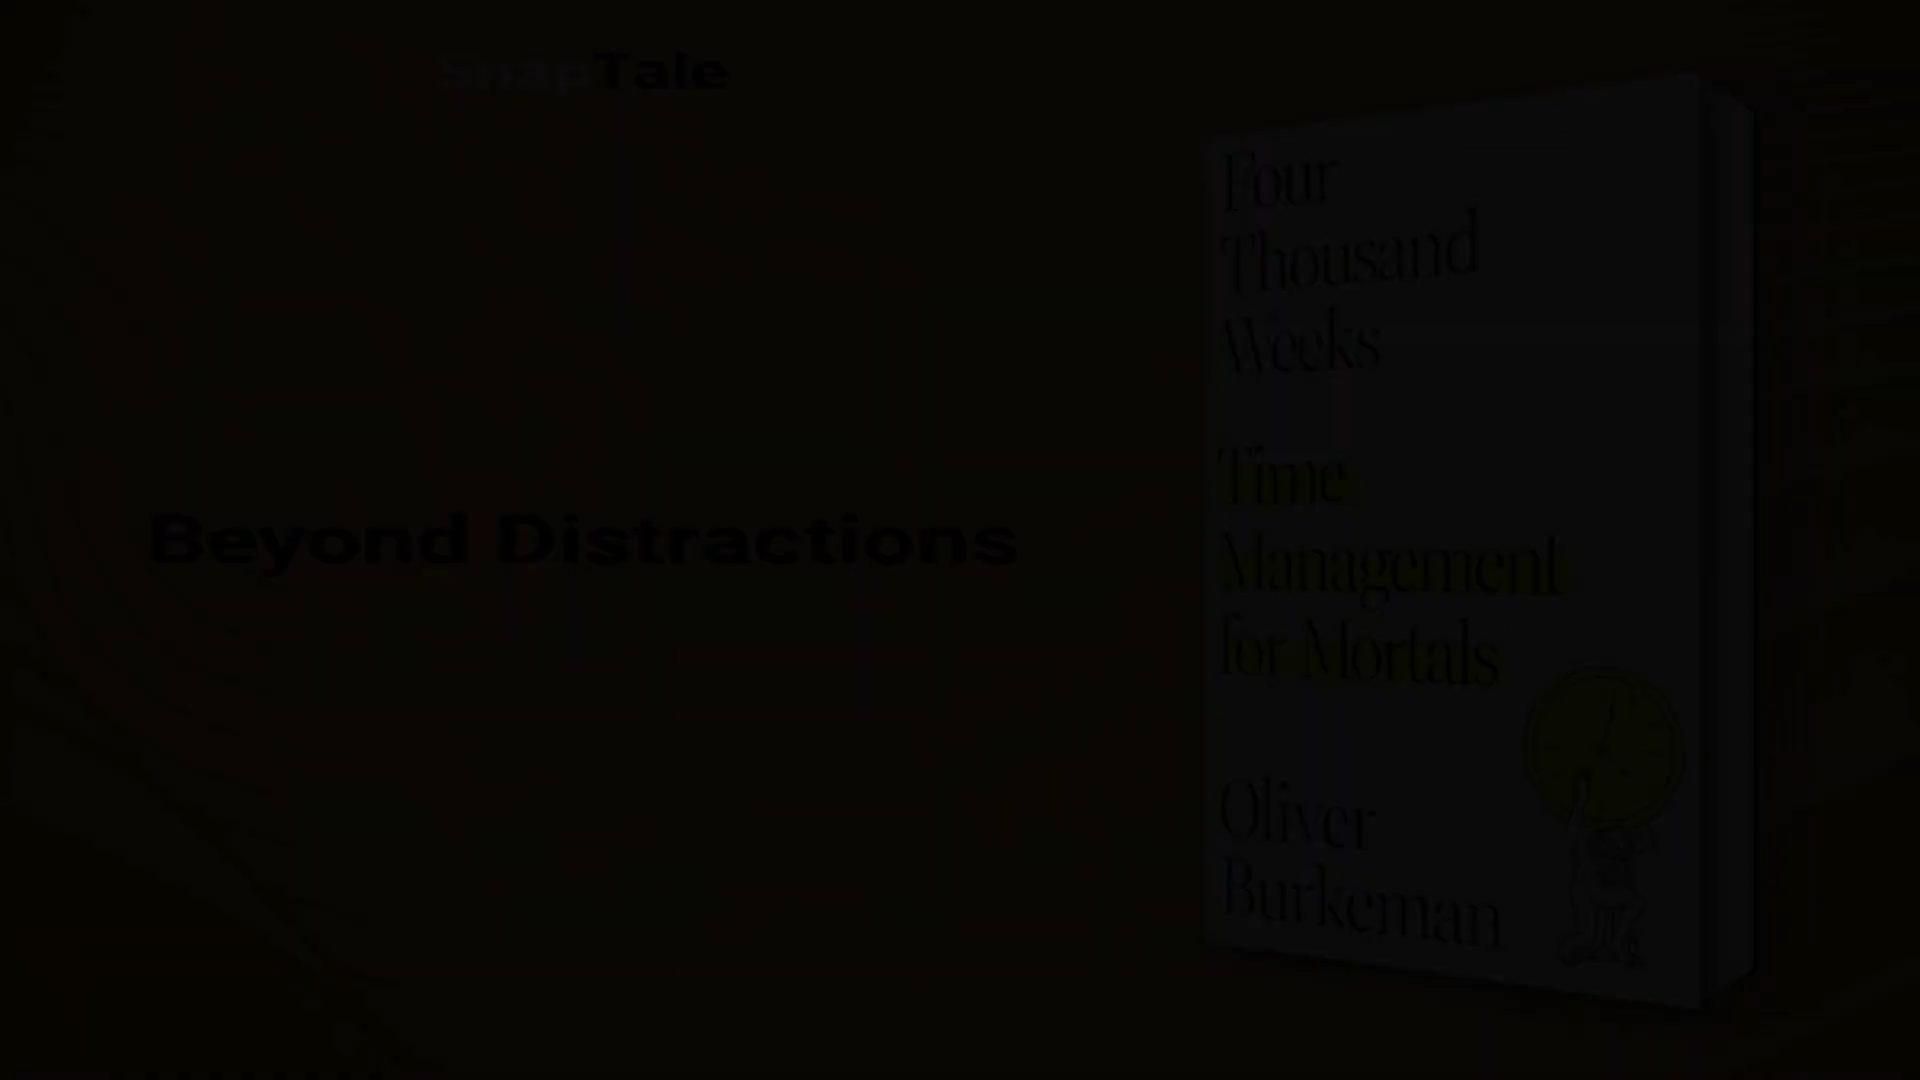 SnapTale
Beyond Distractions
Four
Thousand
Weeks
Time
Management
for Mortals
Oliver
Burkeman